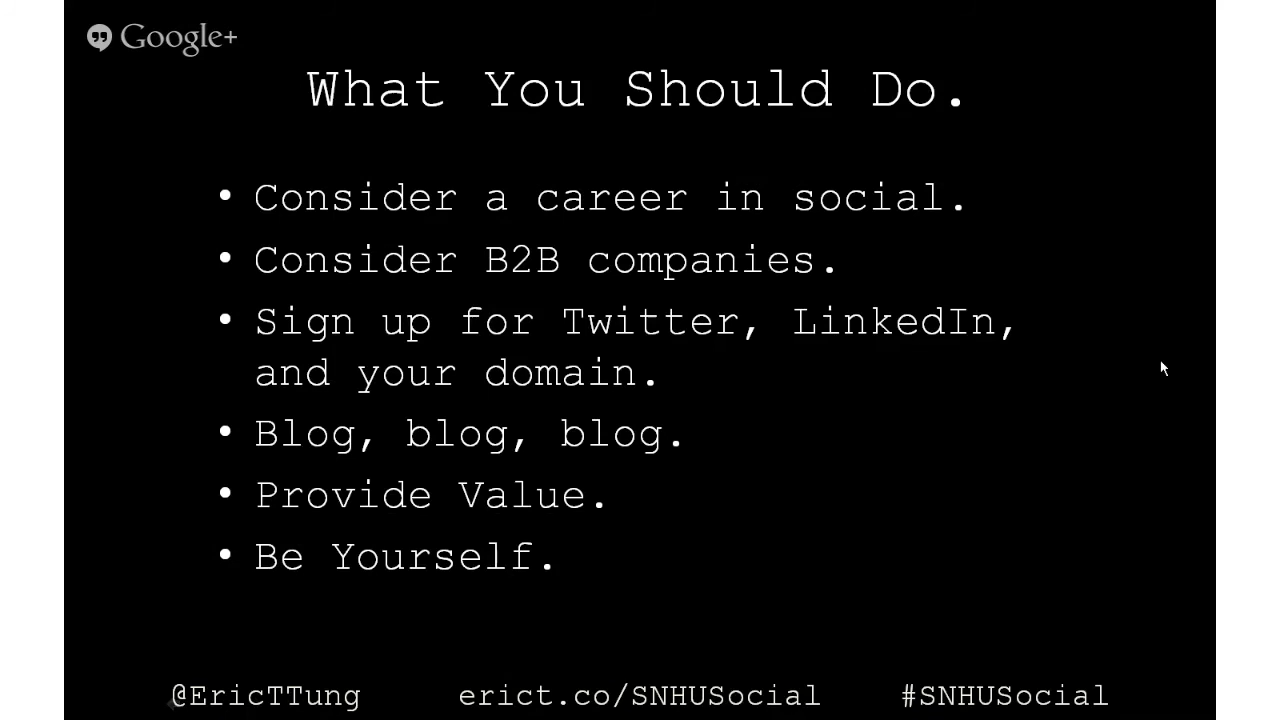 Google+
What You Should Do.
• Consider a career in social.
• Consider B2B companies.
• Sign up for Twitter, LinkedIn,
and your domain.
• Blog, blog, blog.
• Provide Value.
• Be Yourself.
@EricTTung erict.co/SNHUSocial #SNHUSocial